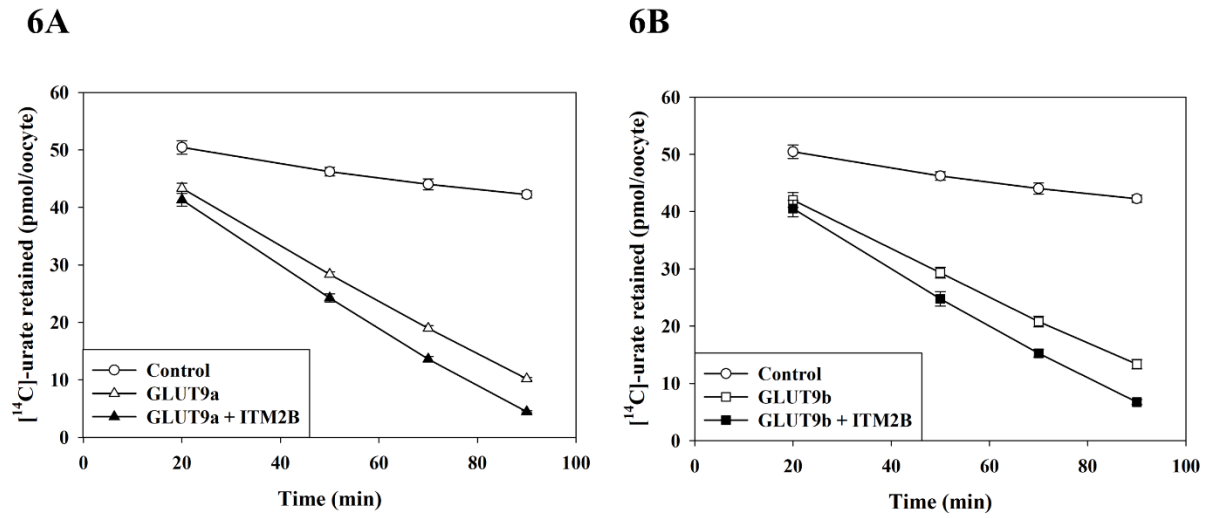 6A
[¹⁴C]-urate retained (pmol/oocyte)
60
50
40
30
20
10
0
Control
GLUT9a
GLUT9a + ITM2B
0 20 40 60 80 100
Time (min)
6B
[¹⁴C]-urate retained (pmol/oocyte)
60
50
40
30
20
10
0
Control
GLUT9b
GLUT9b + ITM2B
0 20 40 60 80 100
Time (min)